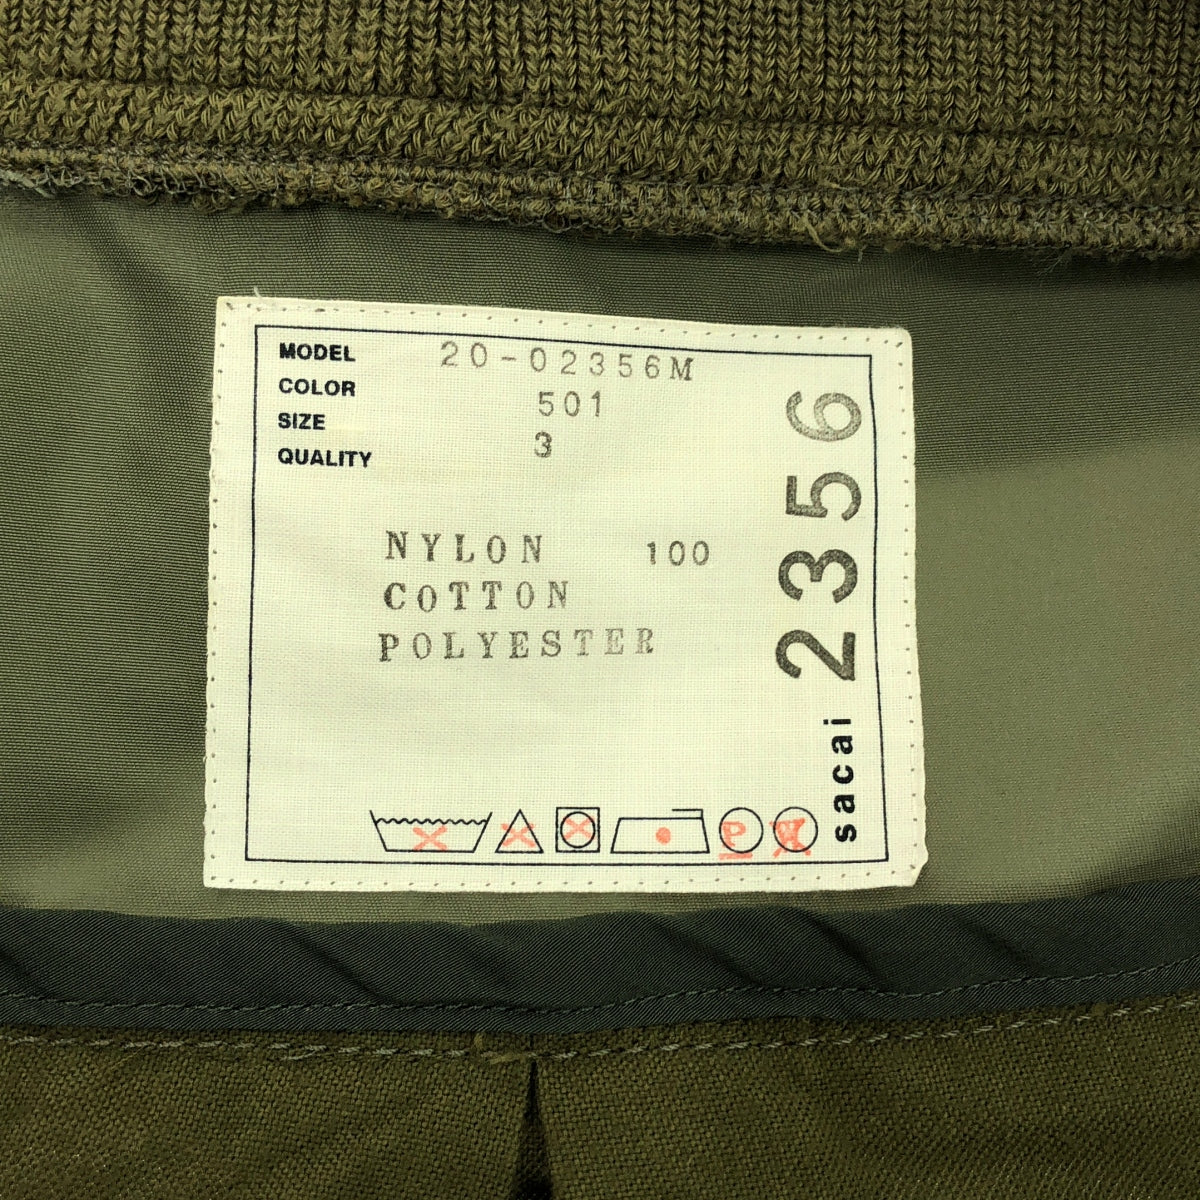 MODEL 20-02356M
COLOR 501
SIZE 3
QUALITY
NYLON 100
COTTON
POLYESTER
P
W
sacai 2356